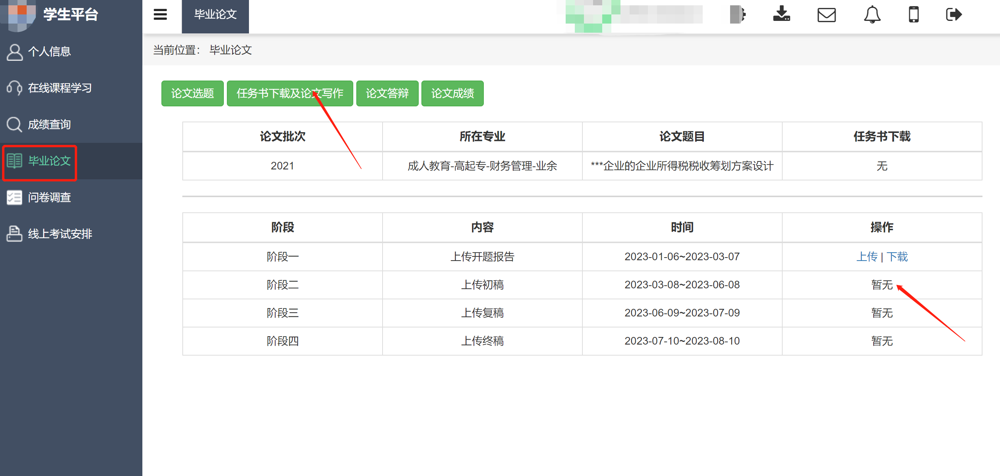 学生平台
毕业论文
个人信息
在线课程学习
成绩查询
毕业论文
问卷调查
线上考试安排
当前位置： 毕业论文
论文选题 任务书下载及论文写作 论文答辩 论文成绩
论文批次 所在专业 论文题目 任务书下载
2021 成人教育-高起专-财务管理-业余 ***企业的企业所得税税收筹划方案设计 无
阶段 内容 时间 操作
阶段一 上传开题报告 2023-01-06~2023-03-07 上传 | 下载
阶段二 上传初稿 2023-03-08~2023-06-08 暂无
阶段三 上传复稿 2023-06-09~2023-07-09 暂无
阶段四 上传终稿 2023-07-10~2023-08-10 暂无